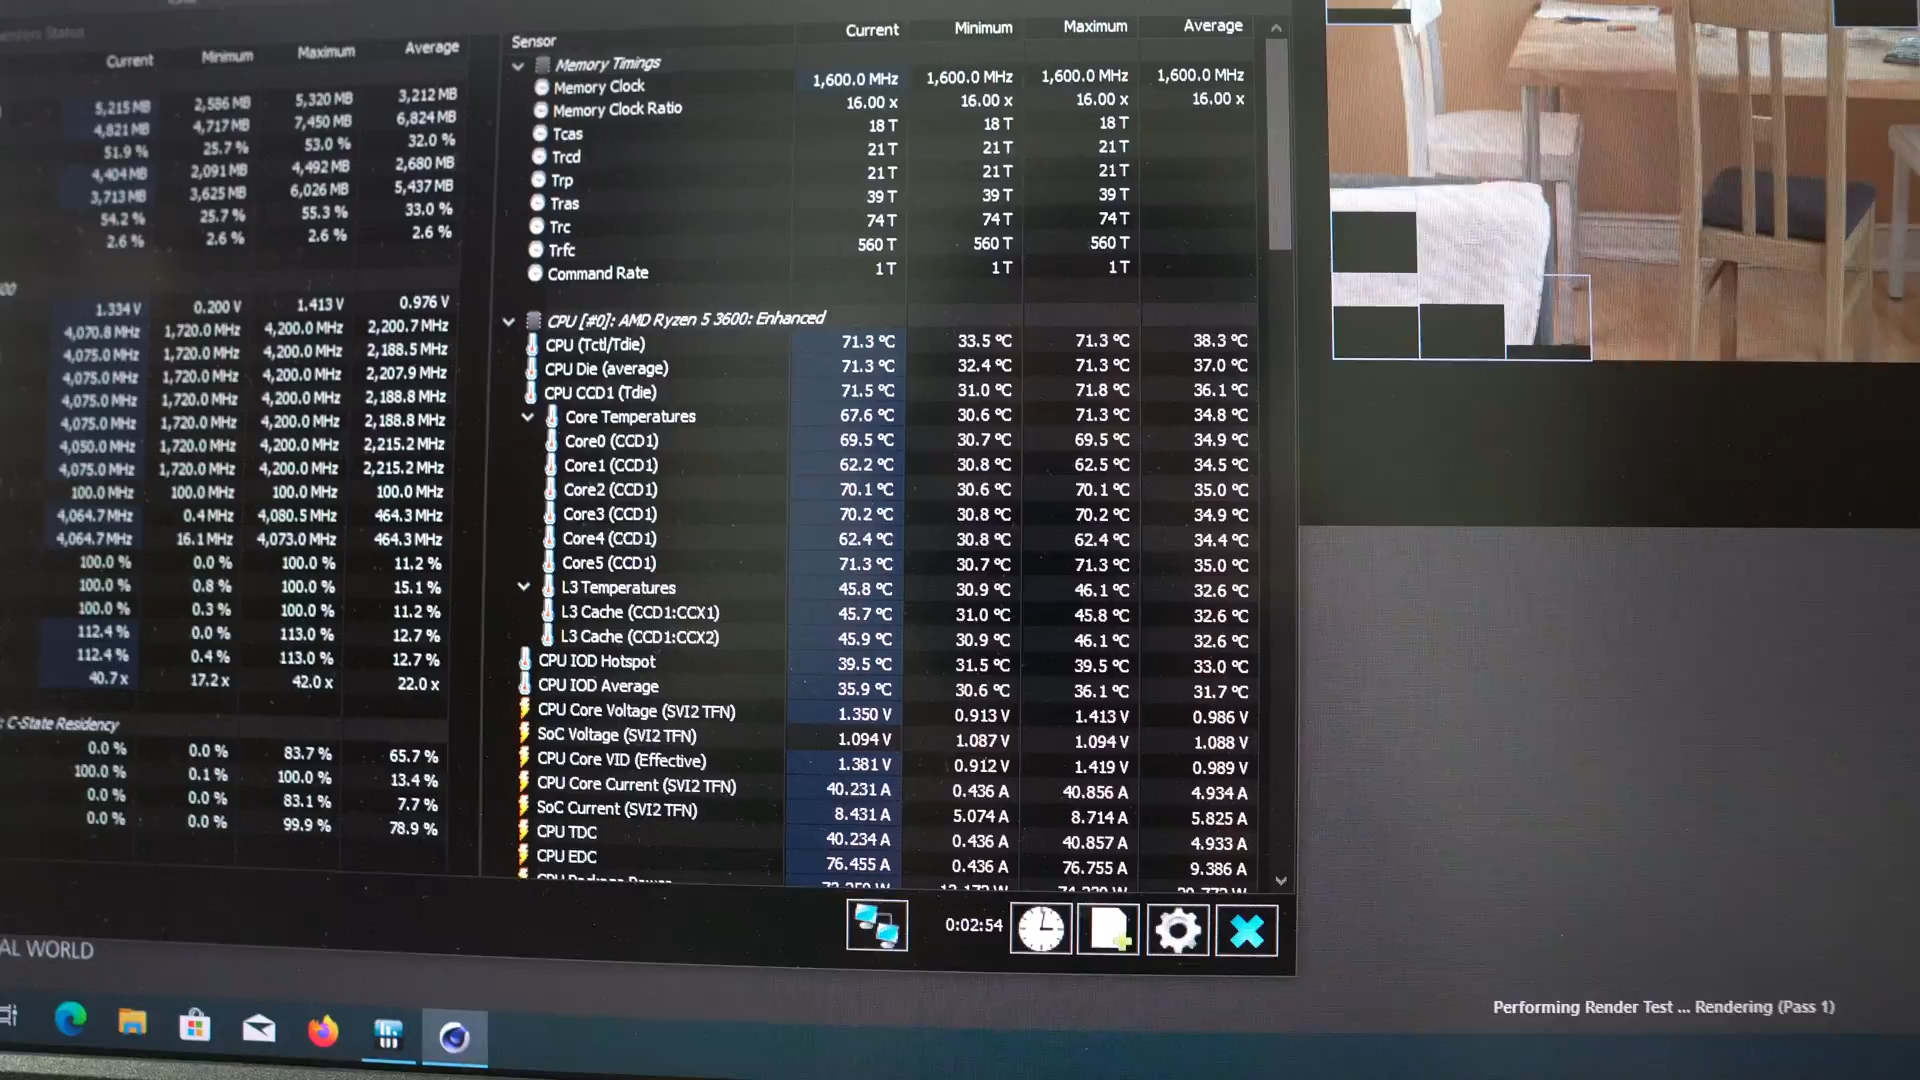 Current Minimum Maximum Average
5,215 MB 2,586 MB 5,320 MB 3,212 MB
4,821 MB 4,717 MB 7,450 MB 6,824 MB
51.9 % 25.7 % 53.0 % 32.0 %
4,404 MB 2,091 MB 4,492 MB 2,680 MB
3,713 MB 3,625 MB 6,026 MB 5,437 MB
54.2 % 25.7 % 55.3 % 33.0 %
2.6 % 2.6 % 2.6 % 2.6 %
1.334 V 0.200 V 1.413 V 0.976 V
4,070.8 MHz 1,720.0 MHz 4,200.0 MHz 2,200.7 MHz
4,075.0 MHz 1,720.0 MHz 4,200.0 MHz 2,188.5 MHz
4,075.0 MHz 1,720.0 MHz 4,200.0 MHz 2,207.9 MHz
4,075.0 MHz 1,720.0 MHz 4,200.0 MHz 2,188.8 MHz
4,075.0 MHz 1,720.0 MHz 4,200.0 MHz 2,188.8 MHz
4,050.0 MHz 1,720.0 MHz 4,200.0 MHz 2,215.2 MHz
4,075.0 MHz 1,720.0 MHz 4,200.0 MHz 2,215.2 MHz
100.0 MHz 100.0 MHz 100.0 MHz 100.0 MHz
4,064.7 MHz 0.4 MHz 4,080.5 MHz 464.3 MHz
4,064.7 MHz 16.1 MHz 4,073.0 MHz 464.3 MHz
100.0 % 0.0 % 100.0 % 11.2 %
100.0 % 0.8 % 100.0 % 15.1 %
100.0 % 0.3 % 100.0 % 11.2 %
112.4 % 0.0 % 113.0 % 12.7 %
112.4 % 0.4 % 113.0 % 12.7 %
40.7 x 17.2 x 42.0 x 22.0 x
: C-State Residency
0.0 % 0.0 % 83.7 % 65.7 %
100.0 % 0.1 % 100.0 % 13.4 %
0.0 % 0.0 % 83.1 % 7.7 %
0.0 % 0.0 % 99.9 % 78.9 %
Sensor Current Minimum Maximum Average
Memory Timings
Memory Clock 1,600.0 MHz 1,600.0 MHz 1,600.0 MHz 1,600.0 MHz
Memory Clock Ratio 16.00 x 16.00 x 16.00 x 16.00 x
Tcas 18 T 18 T 18 T
Trcd 21 T 21 T 21 T
Trp 21 T 21 T 21 T
Tras 39 T 39 T 39 T
Trc 74 T 74 T 74 T
Trfc 560 T 560 T 560 T
Command Rate 1 T 1 T 1 T
CPU [#0]: AMD Ryzen 5 3600: Enhanced
CPU (Tctl/Tdie) 71.3 °C 33.5 °C 71.3 °C 38.3 °C
CPU Die (average) 71.3 °C 32.4 °C 71.3 °C 37.0 °C
CPU CCD1 (Tdie) 71.5 °C 31.0 °C 71.8 °C 36.1 °C
Core Temperatures 67.6 °C 30.6 °C 71.3 °C 34.8 °C
Core0 (CCD1) 69.5 °C 30.7 °C 69.5 °C 34.9 °C
Core1 (CCD1) 62.2 °C 30.8 °C 62.5 °C 34.5 °C
Core2 (CCD1) 70.1 °C 30.6 °C 70.1 °C 35.0 °C
Core3 (CCD1) 70.2 °C 30.8 °C 70.2 °C 34.9 °C
Core4 (CCD1) 62.4 °C 30.8 °C 62.4 °C 34.4 °C
Core5 (CCD1) 71.3 °C 30.7 °C 71.3 °C 35.0 °C
L3 Temperatures 45.8 °C 30.9 °C 46.1 °C 32.6 °C
L3 Cache (CCD1:CCX1) 45.7 °C 31.0 °C 45.8 °C 32.6 °C
L3 Cache (CCD1:CCX2) 45.9 °C 30.9 °C 46.1 °C 32.6 °C
CPU IOD Hotspot 39.5 °C 31.5 °C 39.5 °C 33.0 °C
CPU IOD Average 35.9 °C 30.6 °C 36.1 °C 31.7 °C
CPU Core Voltage (SVI2 TFN) 1.350 V 0.913 V 1.413 V 0.986 V
SoC Voltage (SVI2 TFN) 1.094 V 1.087 V 1.094 V 1.088 V
CPU Core VID (Effective) 1.381 V 0.912 V 1.419 V 0.989 V
CPU Core Current (SVI2 TFN) 40.231 A 0.436 A 40.856 A 4.934 A
SoC Current (SVI2 TFN) 8.431 A 5.074 A 8.714 A 5.825 A
CPU TDC 40.234 A 0.436 A 40.857 A 4.933 A
CPU EDC 76.455 A 0.436 A 76.755 A 9.386 A
CPU Package Power
0:02:54
AL WORLD
Performing Render Test ... Rendering (Pass 1)